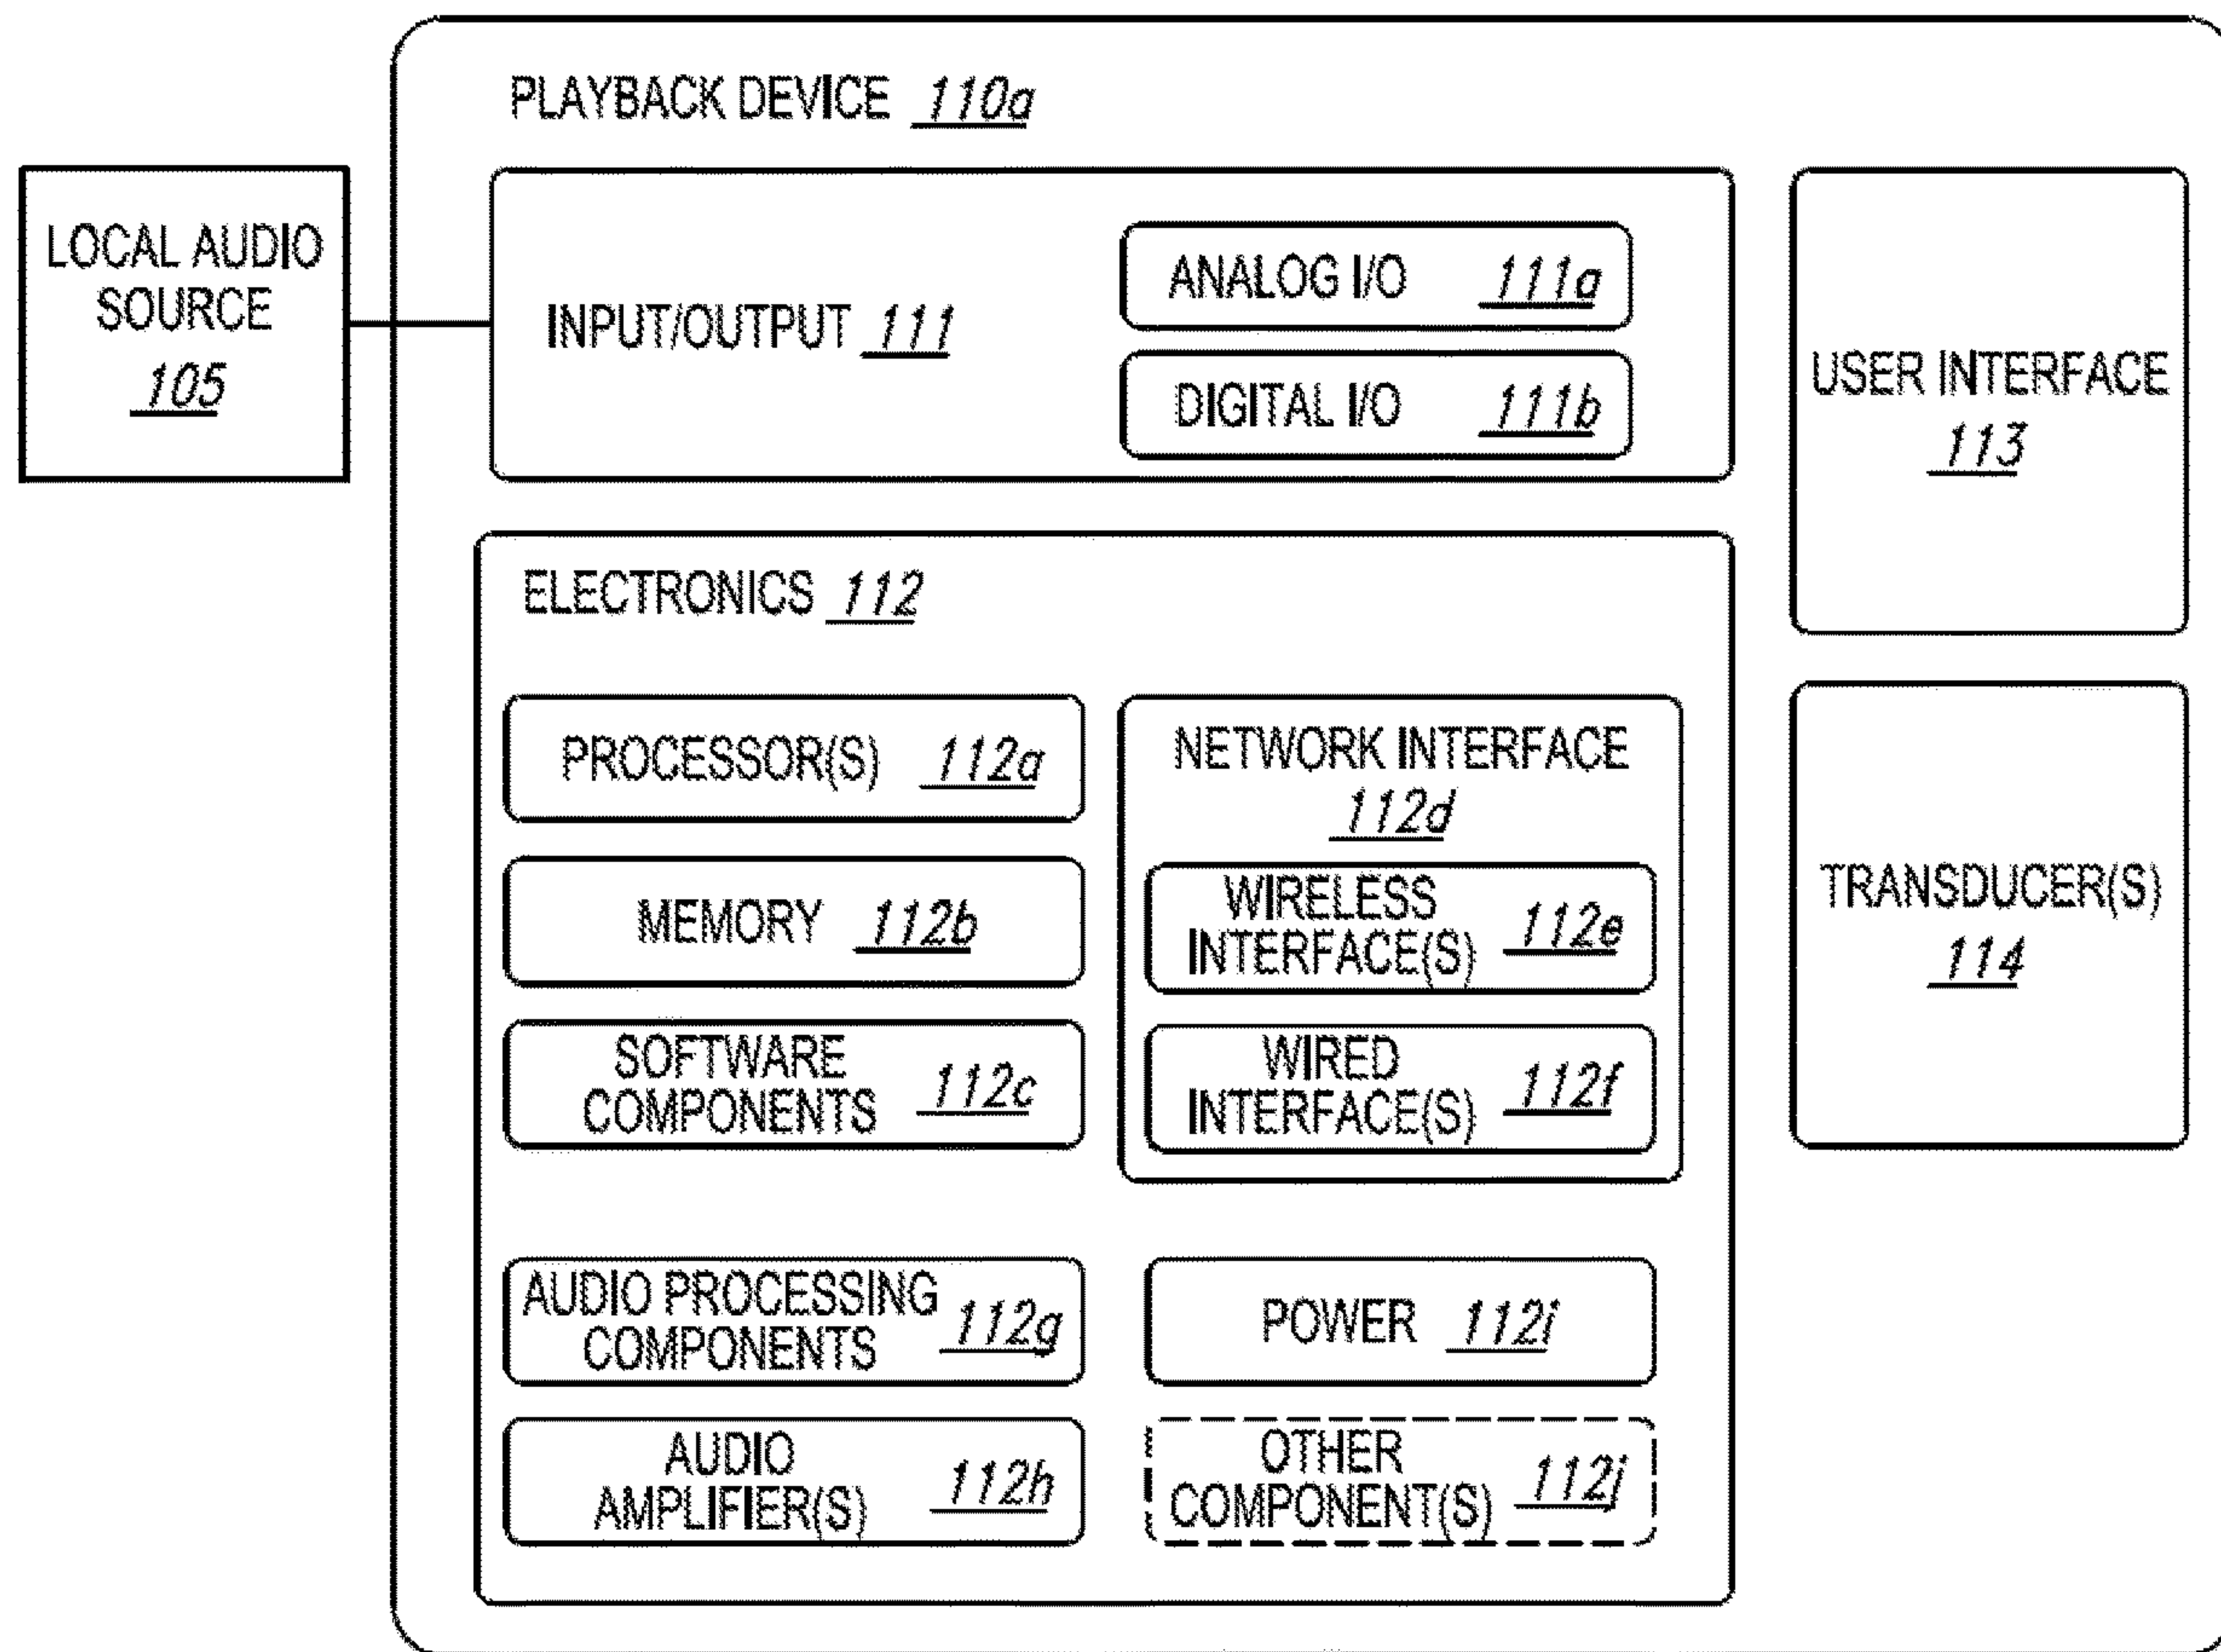 PLAYBACK DEVICE 110a
LOCAL AUDIO
SOURCE
105
INPUT/OUTPUT 111
ANALOG I/O 111a
DIGITAL I/O 111b
USER INTERFACE
113
ELECTRONICS 112
PROCESSOR(S) 112a
MEMORY 112b
SOFTWARE
COMPONENTS 112c
NETWORK INTERFACE
112d
WIRELESS
INTERFACE(S) 112e
WIRED
INTERFACE(S) 112f
TRANSDUCER(S)
114
AUDIO PROCESSING
COMPONENTS 112g
POWER 112i
AUDIO
AMPLIFIER(S) 112h
OTHER
COMPONENT(S) 112j